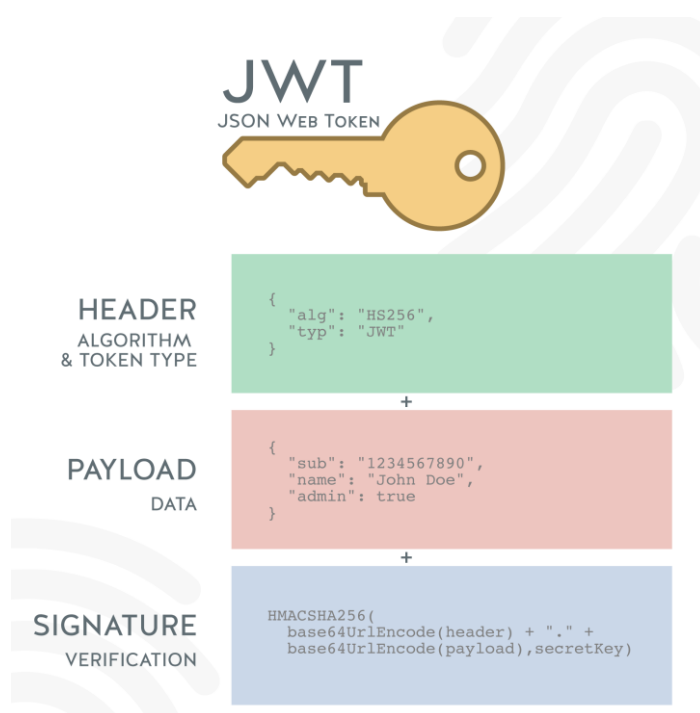 JWT
JSON WEB TOKEN
HEADER
ALGORITHM
& TOKEN TYPE
{
  "alg": "HS256",
  "typ": "JWT"
}
+
PAYLOAD
DATA
{
  "sub": "1234567890",
  "name": "John Doe",
  "admin": true
}
+
SIGNATURE
VERIFICATION
HMACSHA256(
  base64UrlEncode(header) + "." +
  base64UrlEncode(payload),secretKey)